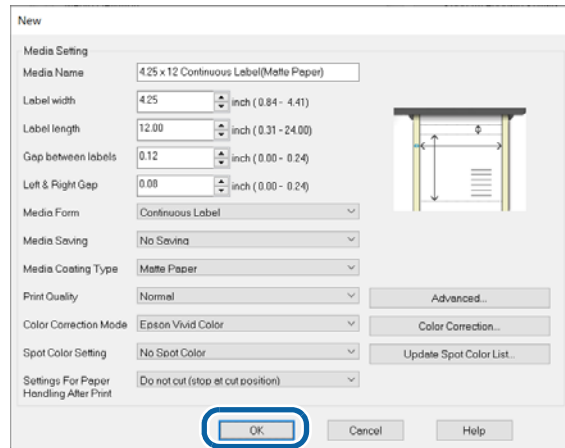 New
Media Setting
Media Name 4.25 x 12 Continuous Label(Matte Paper)
Label width 4.25 inch ( 0.84 - 4.41)
Label length 12.00 inch ( 0.31 - 24.00)
Gap between labels 0.12 inch ( 0.00 - 0.24)
Left & Right Gap 0.08 inch ( 0.00 - 0.24)
Media Form Continuous Label
Media Saving No Saving
Media Coating Type Matte Paper
Print Quality Normal Advanced...
Color Correction Mode Epson Vivid Color Color Correction...
Spot Color Setting No Spot Color Update Spot Color List...
Settings For Paper Do not cut (stop at cut position)
Handling After Print
OK Cancel Help